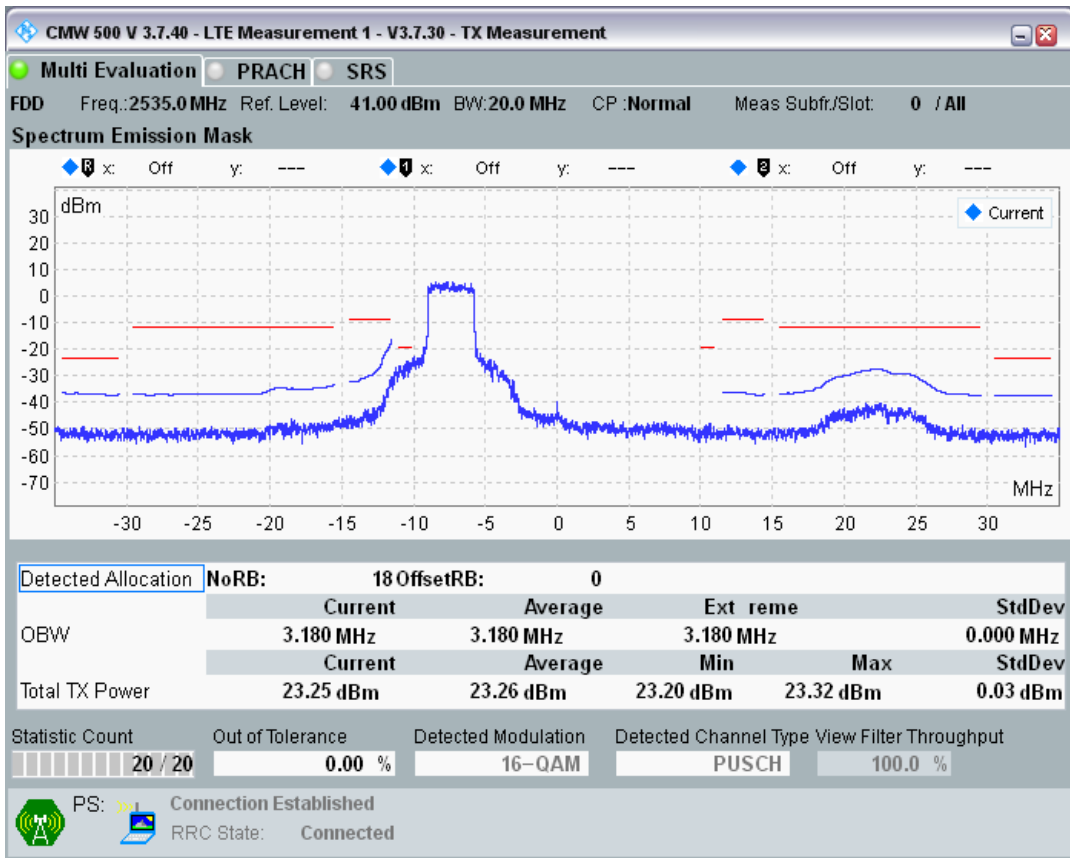 CMW 500 V 3.7.40 - LTE Measurement 1 - V3.7.30 - TX Measurement
Multi Evaluation PRACH SRS
FDD Freq.:2535.0 MHz Ref. Level: 41.00 dBm BW:20.0 MHz CP :Normal Meas Subfr./Slot: 0 / All
Spectrum Emission Mask
R x: Off y: --- 1 x: Off y: --- 2 x: Off y: ---
dBm
Current
30
20
10
0
-10
-20
-30
-40
-50
-60
-70
MHz
-30 -25 -20 -15 -10 -5 0 5 10 15 20 25 30
Detected Allocation NoRB: 18 OffsetRB: 0
Current Average Ext reme StdDev
OBW 3.180 MHz 3.180 MHz 3.180 MHz 0.000 MHz
Current Average Min Max StdDev
Total TX Power 23.25 dBm 23.26 dBm 23.20 dBm 23.32 dBm 0.03 dBm
Statistic Count Out of Tolerance Detected Modulation Detected Channel Type View Filter Throughput
20 / 20 0.00 % 16-QAM PUSCH 100.0 %
PS: Connection Established
RRC State: Connected